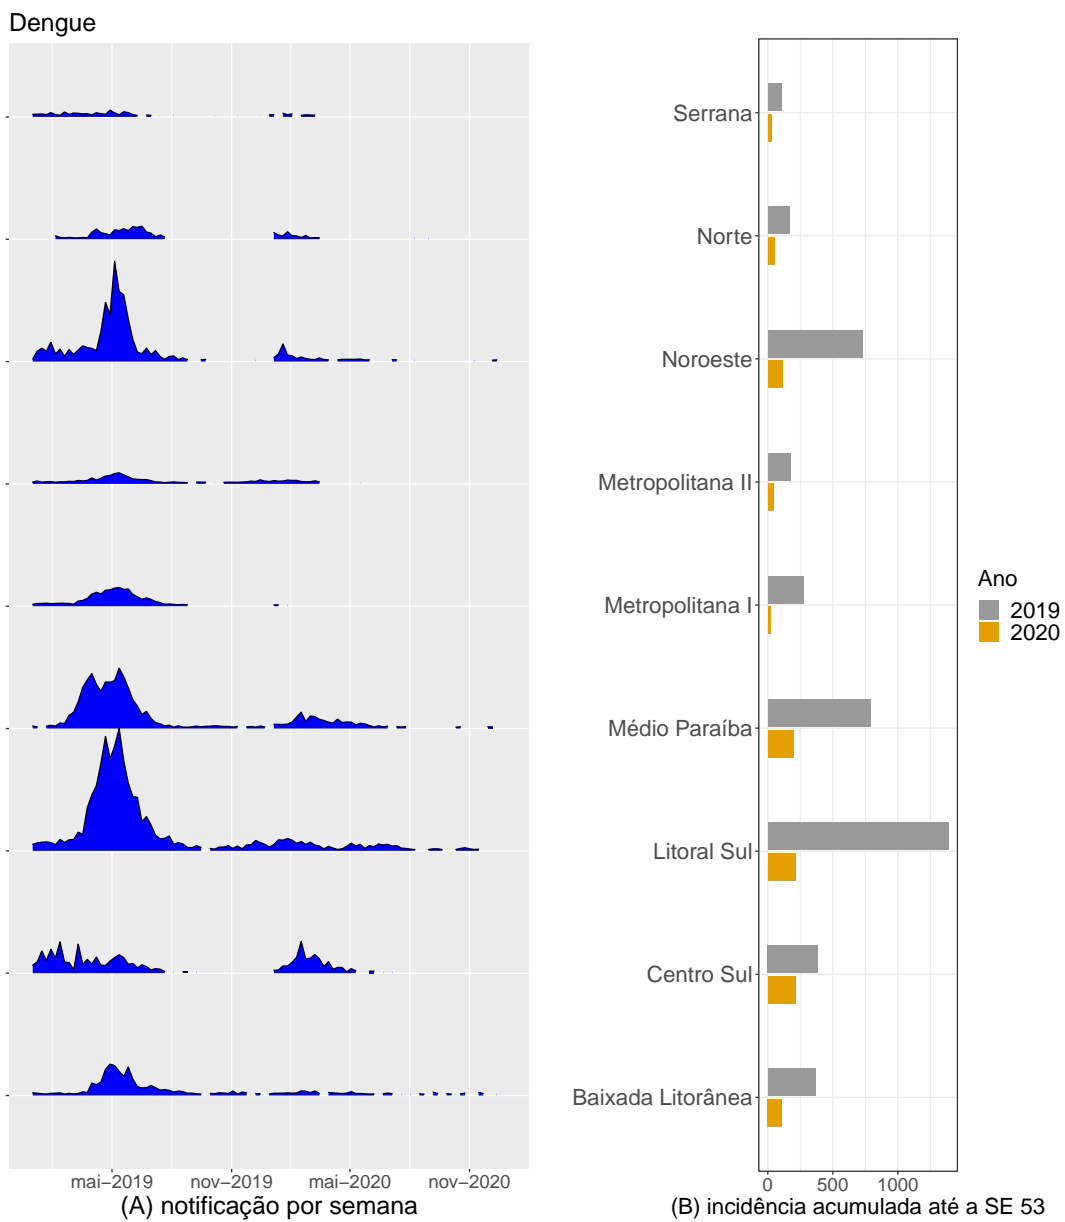 Dengue
Serrana
Norte
Noroeste
Metropolitana II
Metropolitana I
Médio Paraíba
Litoral Sul
Centro Sul
Baixada Litorânea
mai–2019 nov–2019 mai–2020 nov–2020
(A) notificação por semana
0 500 1000
(B) incidência acumulada até a SE 53
Ano
2019
2020